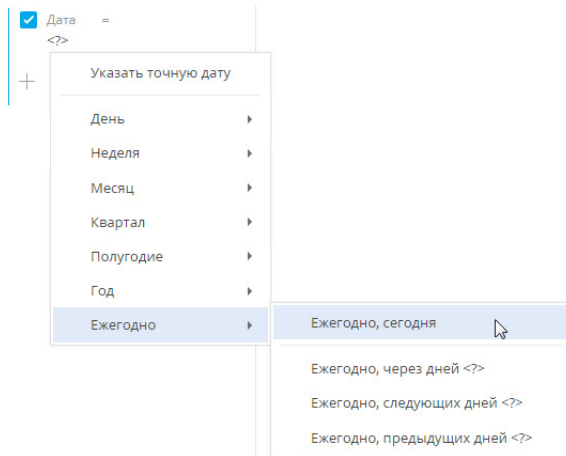 Дата =
<?>
Указать точную дату
День
Неделя
Месяц
Квартал
Полугодие
Год
Ежегодно
Ежегодно, сегодня
Ежегодно, через дней <?>
Ежегодно, следующих дней <?>
Ежегодно, предыдущих дней <?>